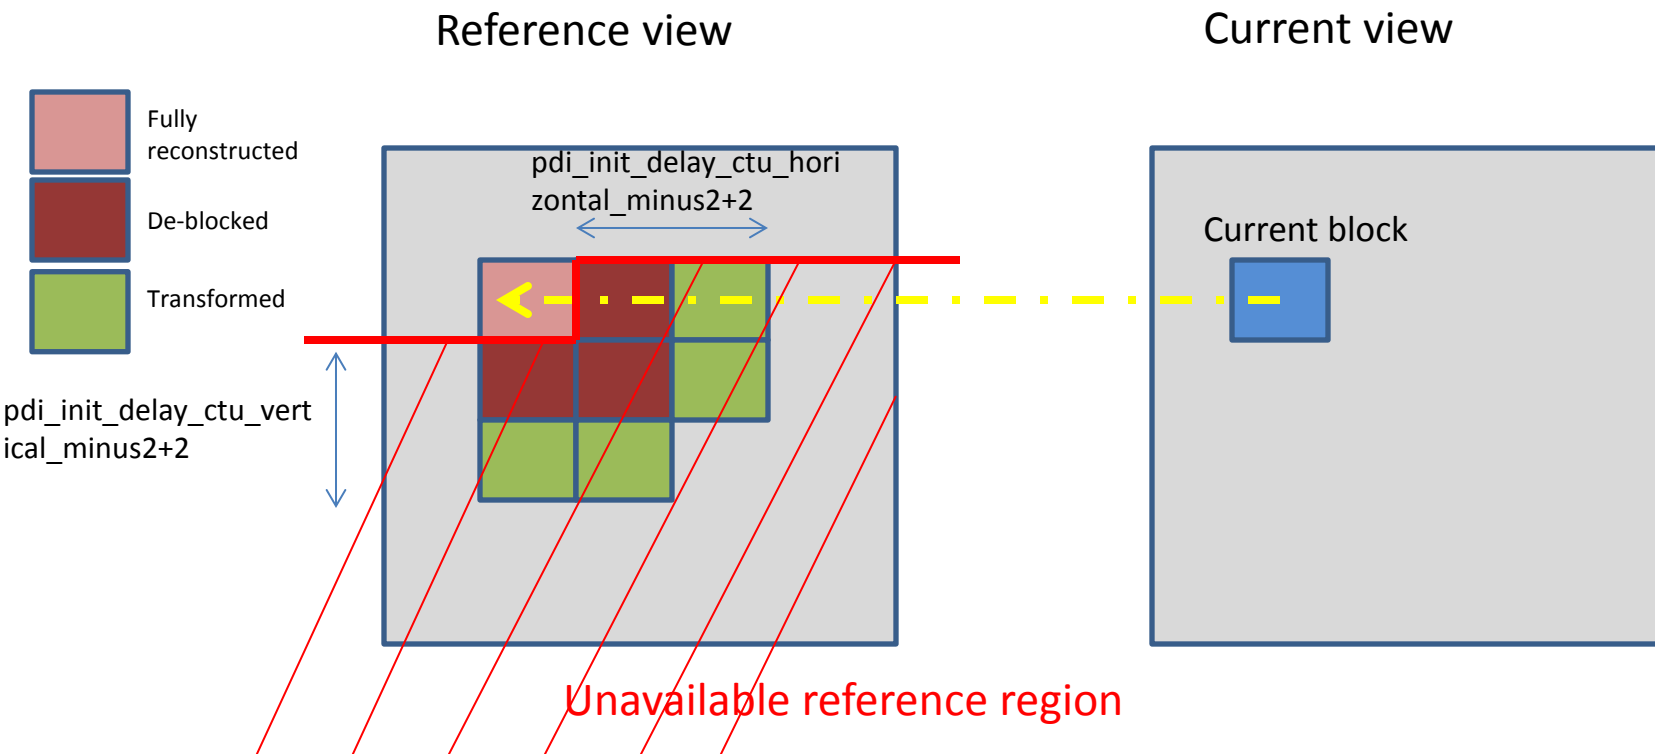 Reference view
Current view
Fully
reconstructed
De-blocked
Transformed
pdi_init_delay_ctu_hori
zontal_minus2+2
Current block
pdi_init_delay_ctu_vert
ical_minus2+2
Unavailable reference region